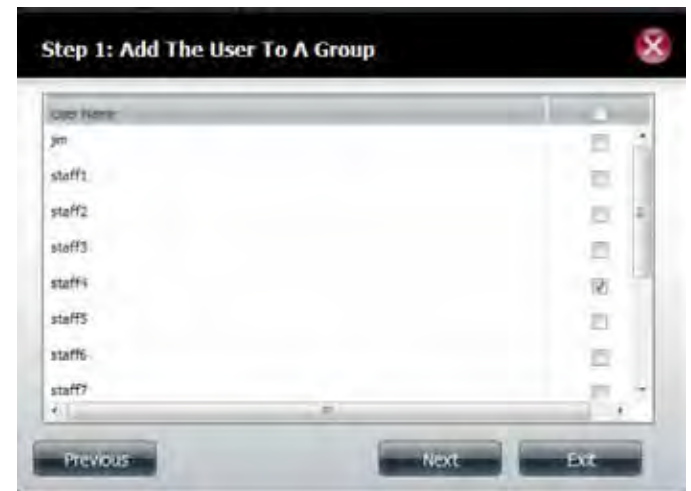 Step 1: Add The User To A Group
User Name
jim
staff1
staff2
staff3
staff4
staff5
staff6
staff7
Previous Next Exit